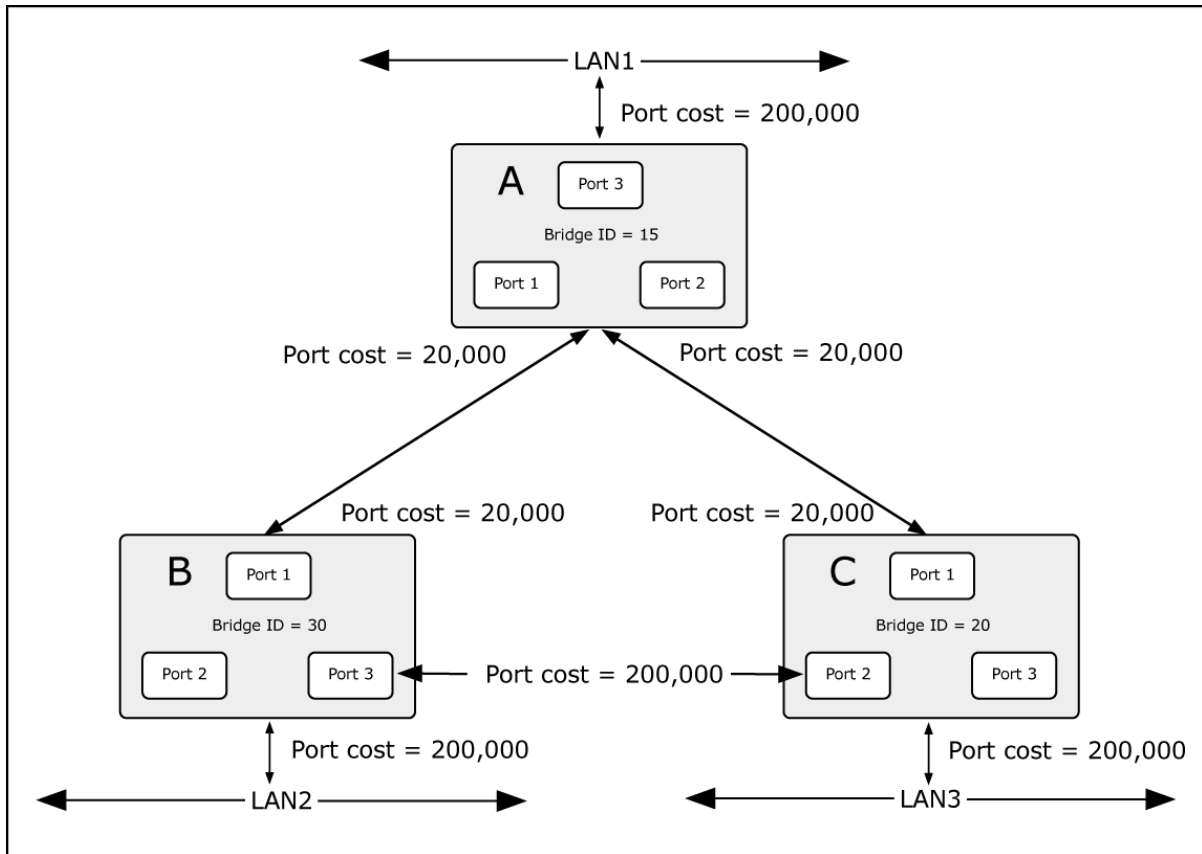 LAN1
Port cost = 200,000
A
Port 3
Bridge ID = 15
Port 1
Port 2
Port cost = 20,000
Port cost = 20,000
Port cost = 20,000
Port cost = 20,000
B
Port 1
Bridge ID = 30
Port 2
Port 3
C
Port 1
Bridge ID = 20
Port 2
Port 3
Port cost = 200,000
Port cost = 200,000
LAN2
Port cost = 200,000
LAN3